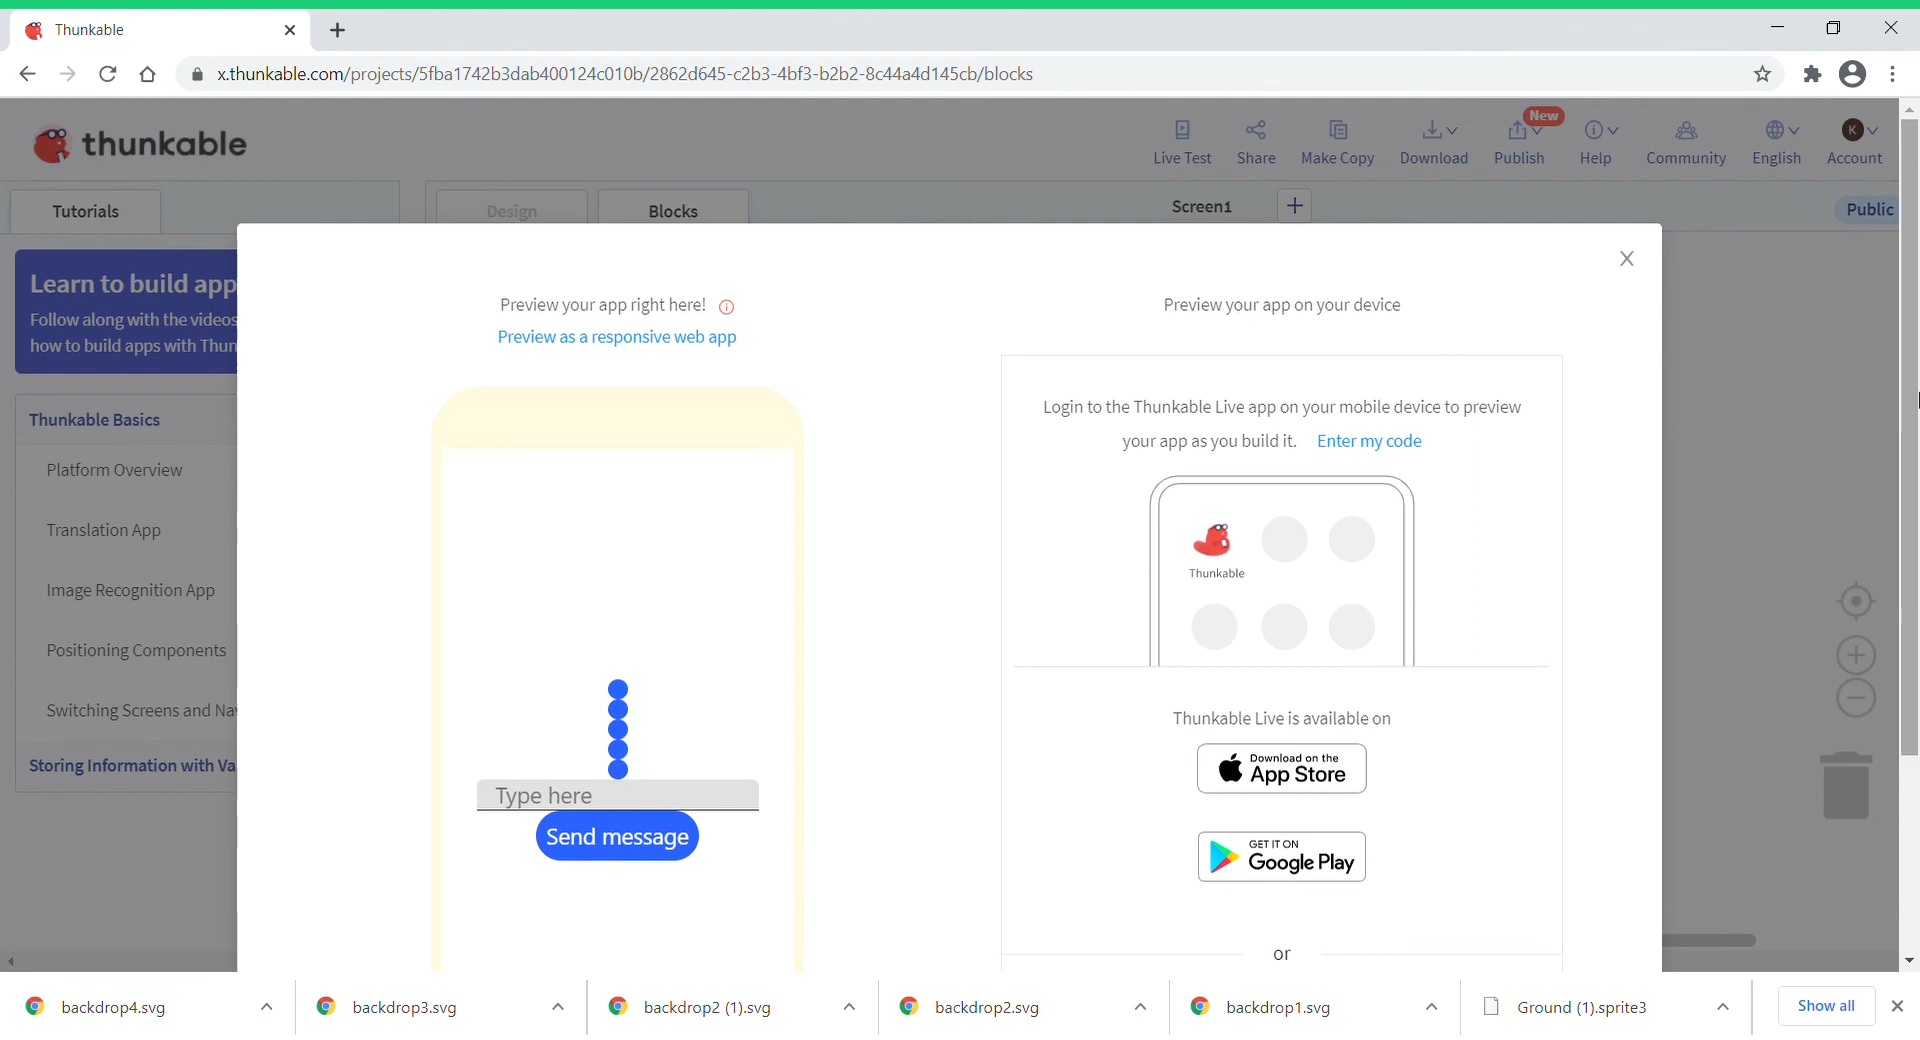 Thunkable
x.thunkable.com/projects/5fba1742b3dab400124c010b/2862d645-c2b3-4bf3-b2b2-8c44a4d145cb/blocks
thunkable
New
Live Test
Share
Make Copy
Download
Publish
Help
Community
English
K
Account
Tutorials
Design
Blocks
Screen1
Public
Learn to build app
Follow along with the videos
how to build apps with Thun
Thunkable Basics
Platform Overview
Translation App
Image Recognition App
Positioning Components
Switching Screens and Na
Storing Information with Va
X
Preview your app right here!
Preview as a responsive web app
Type here
Send message
Preview your app on your device
Login to the Thunkable Live app on your mobile device to preview
your app as you build it. Enter my code
Thunkable
Thunkable Live is available on
Download on the
App Store
GET IT ON
Google Play
or
backdrop4.svg
backdrop3.svg
backdrop2 (1).svg
backdrop2.svg
backdrop1.svg
Ground (1).sprite3
Show all